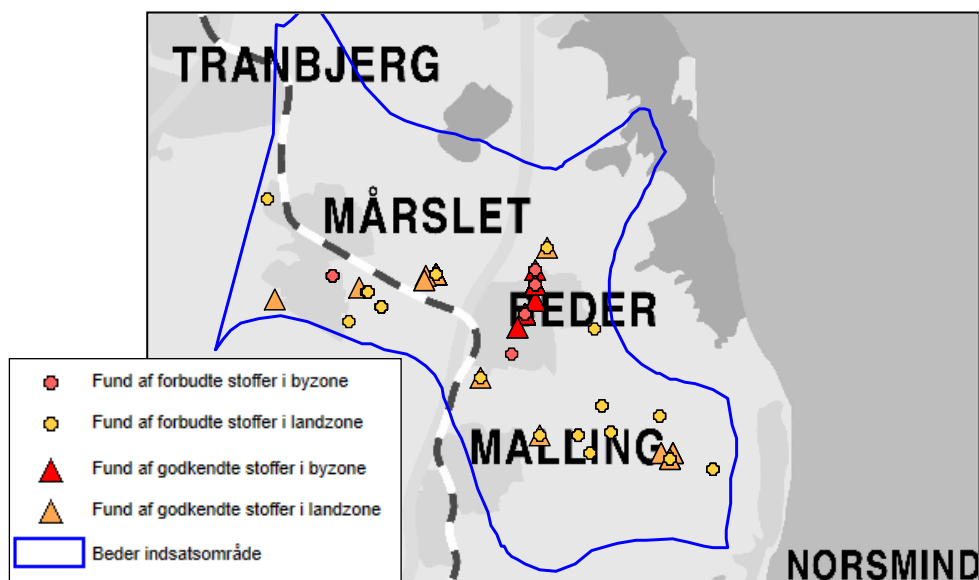 TRANBJERG
MÅRSLET
BEDER
MALLING
NORSMIND
Fund af forbudte stoffer i byzone
Fund af forbudte stoffer i landzone
Fund af godkendte stoffer i byzone
Fund af godkendte stoffer i landzone
Beder indsatsområde